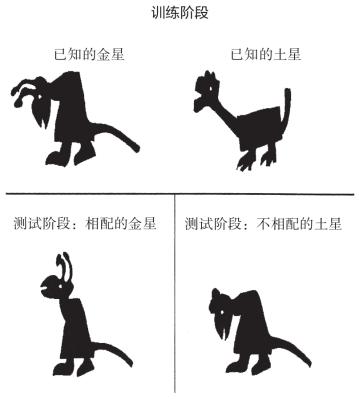 训练阶段
已知的金星
已知的土星
测试阶段：相配的金星
测试阶段：不相配的土星